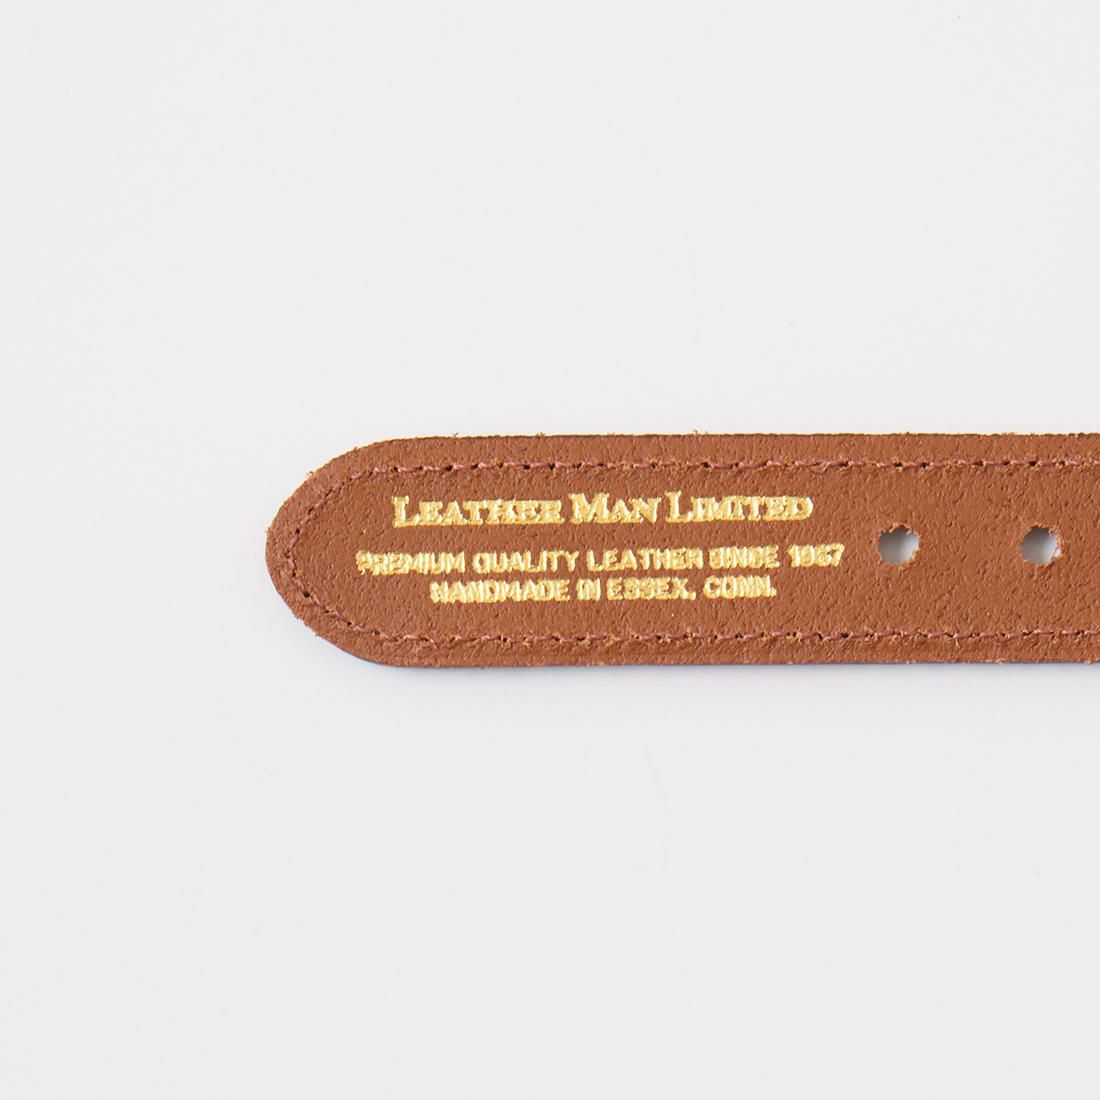 LEATHER MAN LIMITED
PREMIUM QUALITY LEATHER SINCE 1967
HANDMADE IN ESSEX, CONN.